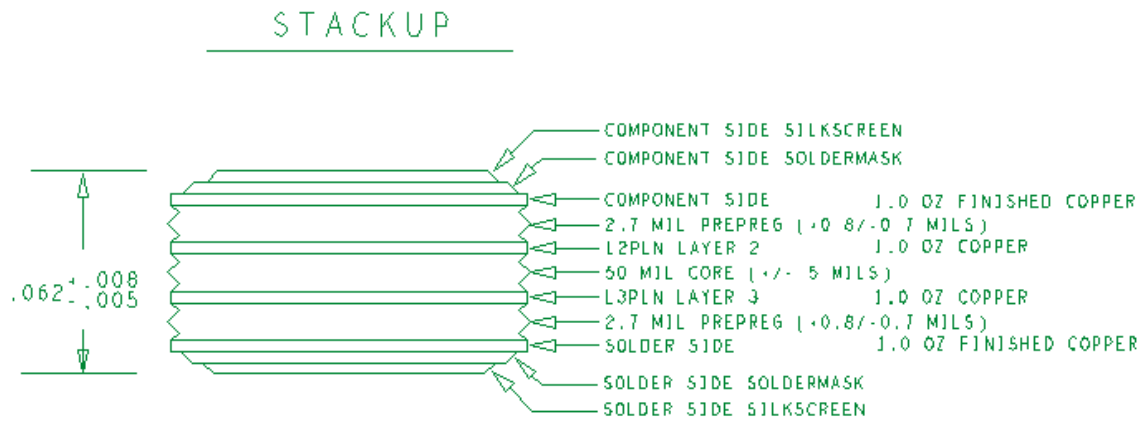 STACKUP
COMPONENT SIDE SILKSCREEN
COMPONENT SIDE SOLDERMASK
COMPONENT SIDE 1.0 OZ FINISHED COPPER
2.7 MIL PREPREG (+0.8/-0.7 MILS)
L2PLN LAYER 2 1.0 OZ COPPER
50 MIL CORE (+/- 5 MILS)
.062 +.008 -.005
L3PLN LAYER 3 1.0 OZ COPPER
2.7 MIL PREPREG (+0.8/-0.7 MILS)
SOLDER SIDE 1.0 OZ FINISHED COPPER
SOLDER SIDE SOLDERMASK
SOLDER SIDE SILKSCREEN